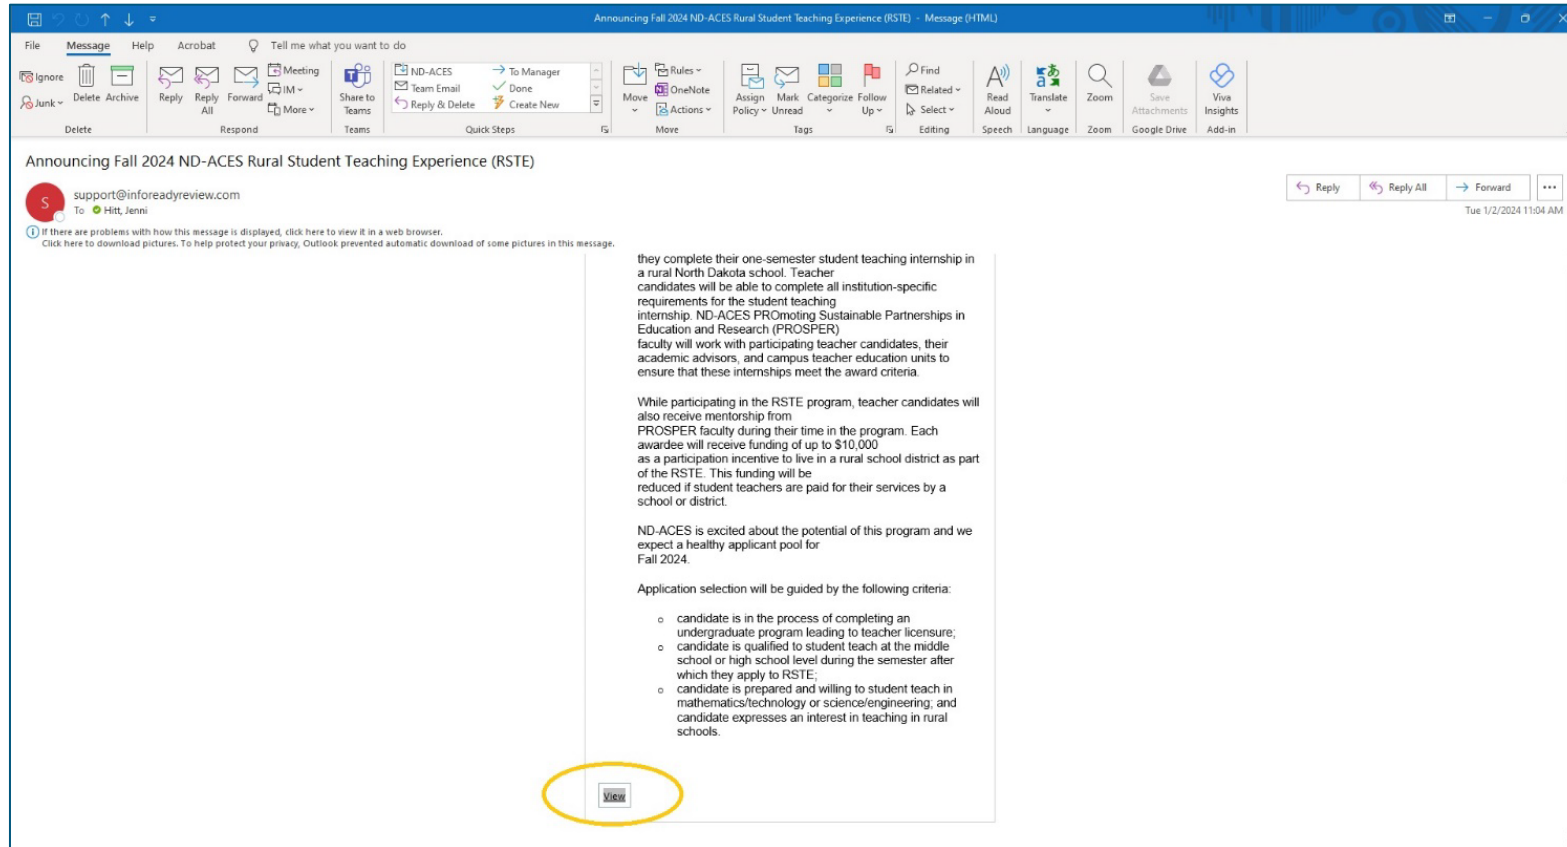 Announcing Fall 2024 ND-ACES Rural Student Teaching Experience (RSTE) - Message (HTML)
File Message Help Acrobat Tell me what you want to do
Ignore
Junk
Delete
Archive
Delete
Reply
Reply All
Forward
Meeting
IM
More
Respond
Share to Teams
Teams
ND-ACES
Team Email
Reply & Delete
To Manager
Done
Create New
Quick Steps
Move
Rules
OneNote
Actions
Move
Assign Policy
Mark Unread
Categorize
Follow Up
Tags
Find
Related
Select
Editing
Read Aloud
Speech
Translate
Language
Zoom
Zoom
Save Attachments
Google Drive
Viva Insights
Add-in
Announcing Fall 2024 ND-ACES Rural Student Teaching Experience (RSTE)
S
support@inforeadyreview.com
To Hitt, Jenni
Reply Reply All Forward
Tue 1/2/2024 11:04 AM
If there are problems with how this message is displayed, click here to view it in a web browser.
Click here to download pictures. To help protect your privacy, Outlook prevented automatic download of some pictures in this message.
they complete their one-semester student teaching internship in
a rural North Dakota school. Teacher
candidates will be able to complete all institution-specific
requirements for the student teaching
internship. ND-ACES PROmoting Sustainable Partnerships in
Education and Research (PROSPER)
faculty will work with participating teacher candidates, their
academic advisors, and campus teacher education units to
ensure that these internships meet the award criteria.
While participating in the RSTE program, teacher candidates will
also receive mentorship from
PROSPER faculty during their time in the program. Each
awardee will receive funding of up to $10,000
as a participation incentive to live in a rural school district as part
of the RSTE. This funding will be
reduced if student teachers are paid for their services by a
school or district.
ND-ACES is excited about the potential of this program and we
expect a healthy applicant pool for
Fall 2024.
Application selection will be guided by the following criteria:
o candidate is in the process of completing an
undergraduate program leading to teacher licensure;
o candidate is qualified to student teach at the middle
school or high school level during the semester after
which they apply to RSTE;
o candidate is prepared and willing to student teach in
mathematics/technology or science/engineering; and
candidate expresses an interest in teaching in rural
schools.
View